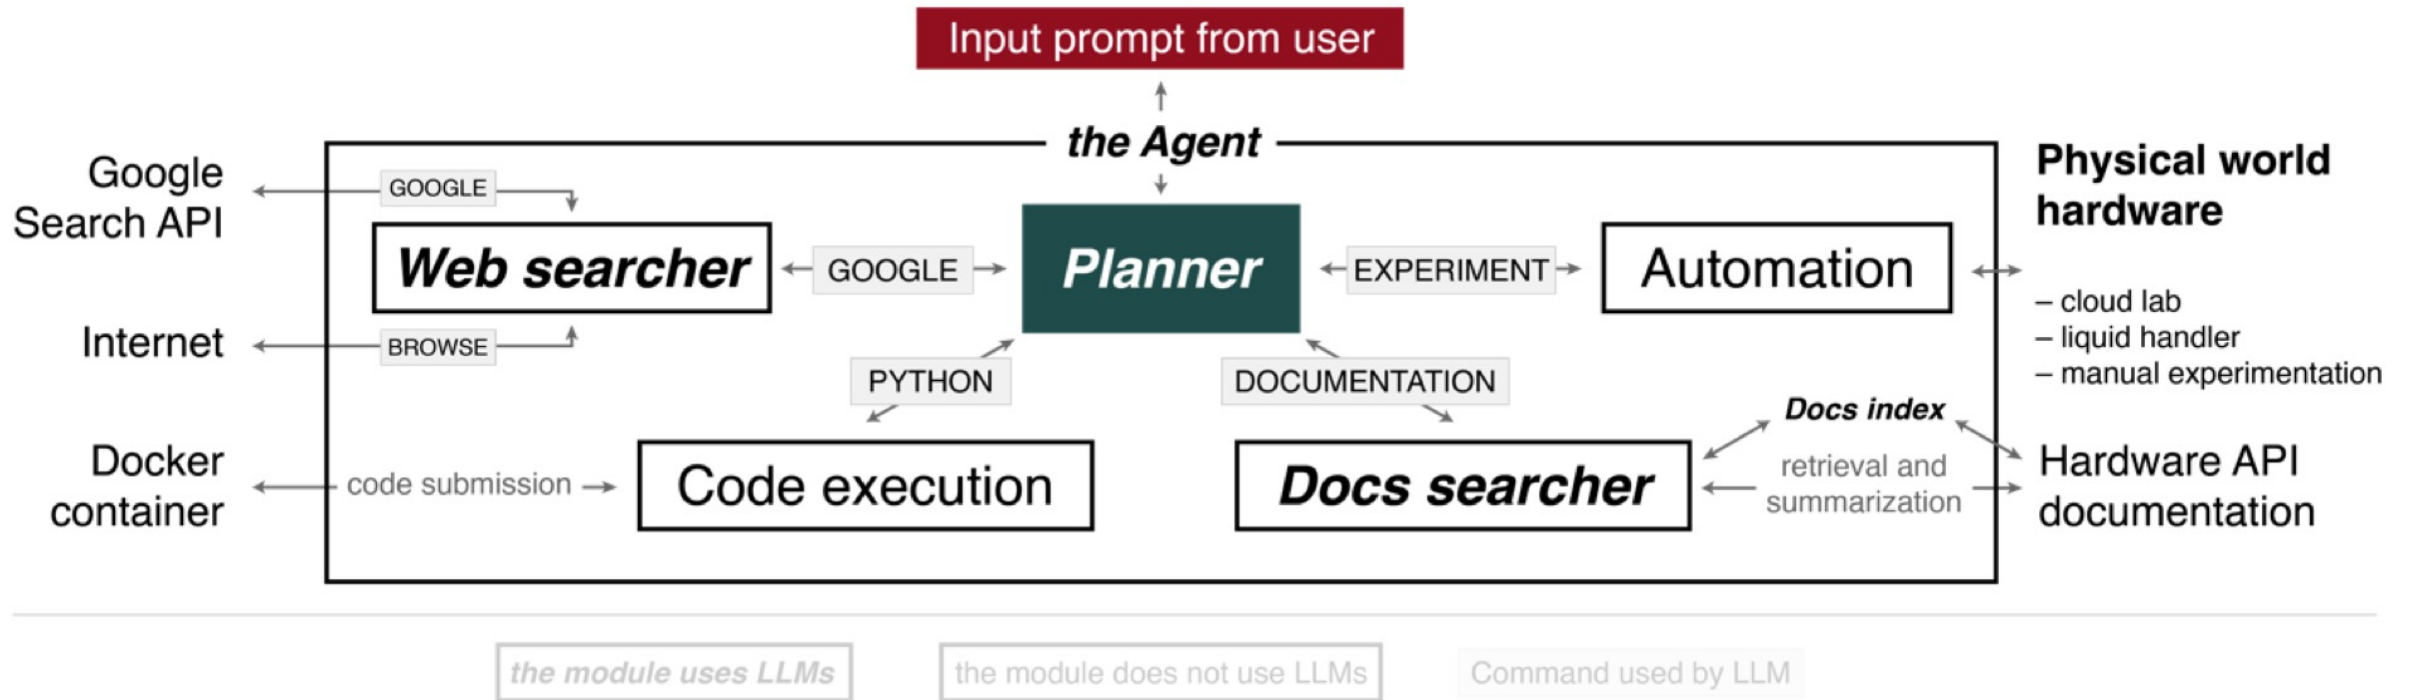 Input prompt from user
the Agent
Google
Search API
GOOGLE
Web searcher
GOOGLE
Planner
EXPERIMENT
Automation
Physical world
hardware
– cloud lab
– liquid handler
– manual experimentation
Internet
BROWSE
PYTHON
DOCUMENTATION
Docs index
Docker
container
code submission
Code execution
Docs searcher
retrieval and
summarization
Hardware API
documentation
the module uses LLMs
the module does not use LLMs
Command used by LLM